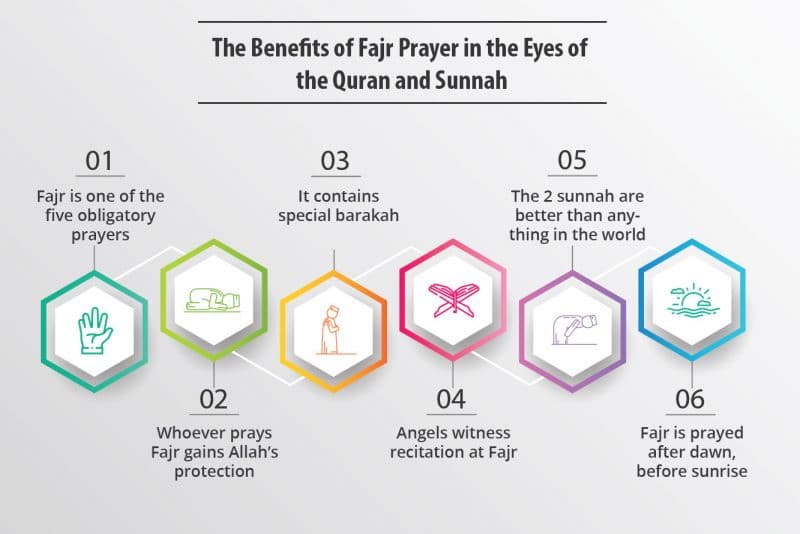 The Benefits of Fajr Prayer in the Eyes of
the Quran and Sunnah
01
Fajr is one of the
five obligatory
prayers
02
Whoever prays
Fajr gains Allah's
protection
03
It contains
special barakah
04
Angels witness
recitation at Fajr
05
The 2 sunnah are
better than any-
thing in the world
06
Fajr is prayed
after dawn,
before sunrise